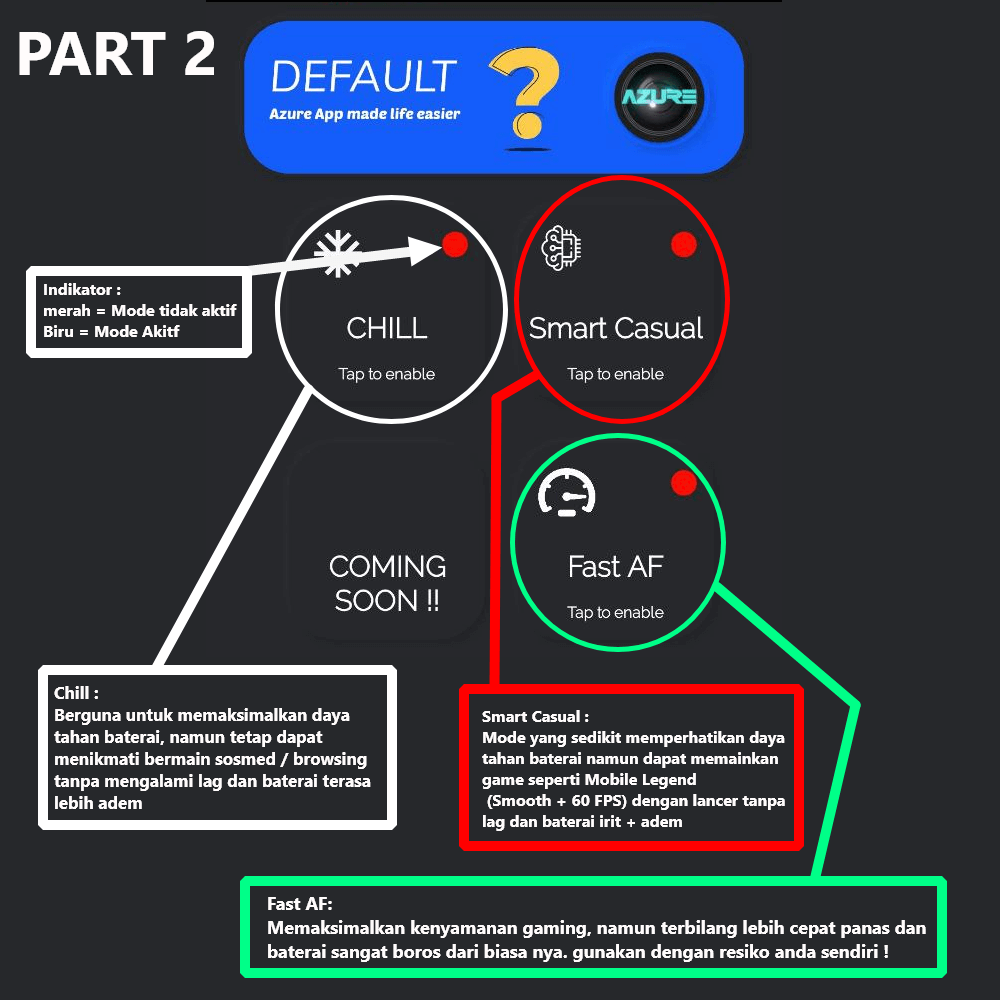 PART 2
DEFAULT
Azure App made life easier
?
AZURE
Indikator :
merah = Mode tidak aktif
Biru = Mode Akitf
CHILL
Tap to enable
Smart Casual
Tap to enable
COMING
SOON !!
Fast AF
Tap to enable
Chill :
Berguna untuk memaksimalkan daya
tahan baterai, namun tetap dapat
menikmati bermain sosmed / browsing
tanpa mengalami lag dan baterai terasa
lebih adem
Smart Casual :
Mode yang sedikit memperhatikan daya
tahan baterai namun dapat memainkan
game seperti Mobile Legend
(Smooth + 60 FPS) dengan lancer tanpa
lag dan baterai irit + adem
Fast AF:
Memaksimalkan kenyamanan gaming, namun terbilang lebih cepat panas dan
baterai sangat boros dari biasa nya. gunakan dengan resiko anda sendiri !